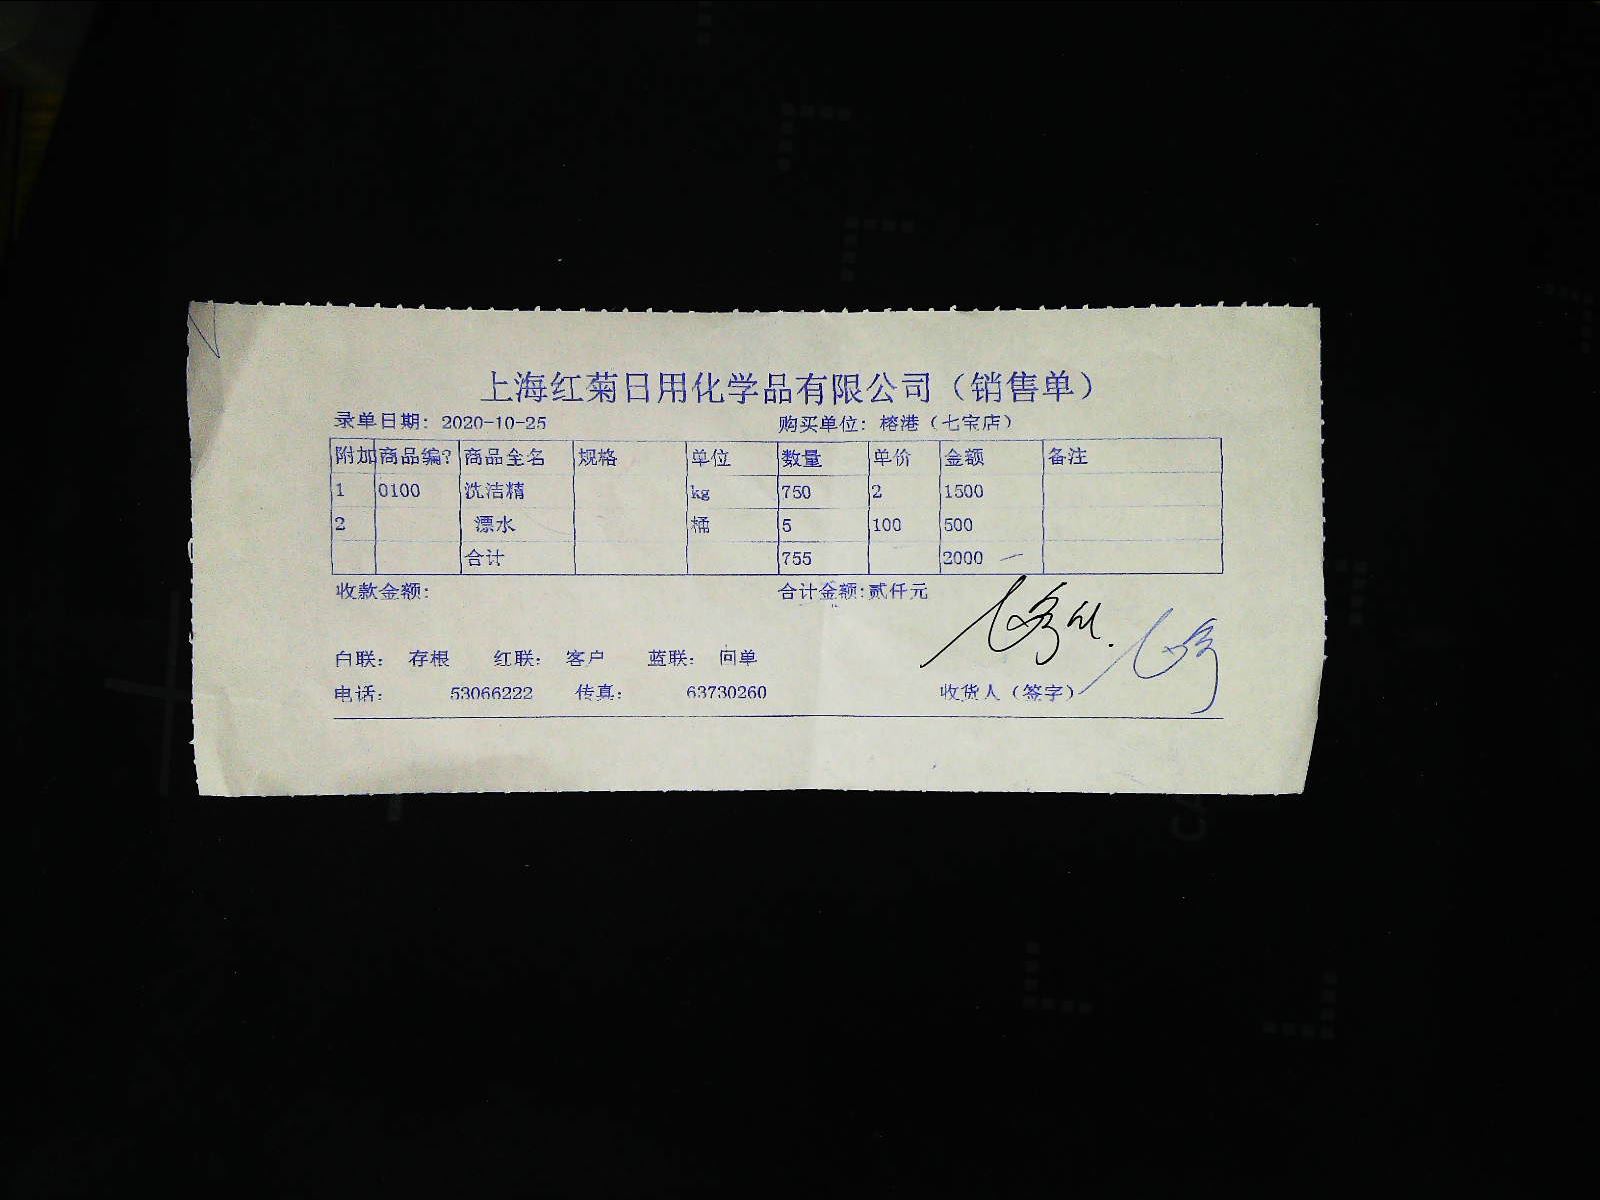 上海红菊日用化学品有限公司（销售单）
录单日期: 2020-10-25 购买单位: 榕港（七宝店）
附加 商品编? 商品全名 规格 单位 数量 单价 金额 备注
1 0100 洗洁精 kg 750 2 1500
2 漂水 桶 5 100 500
合计 755 2000
收款金额: 合计金额:贰仟元
白联: 存根 红联: 客户 蓝联: 回单
电话: 53066222 传真: 63730260 收货人（签字）